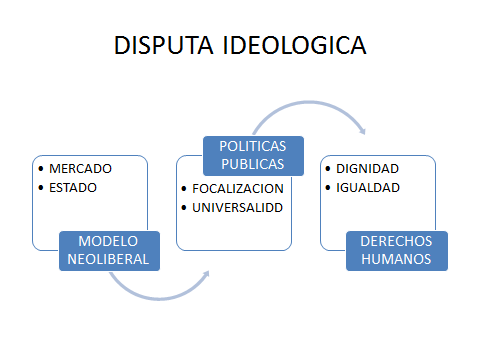 DISPUTA IDEOLOGICA
• MERCADO
• ESTADO
MODELO
NEOLIBERAL
POLITICAS
PUBLICAS
• FOCALIZACION
• UNIVERSALIDD
• DIGNIDAD
• IGUALDAD
DERECHOS
HUMANOS